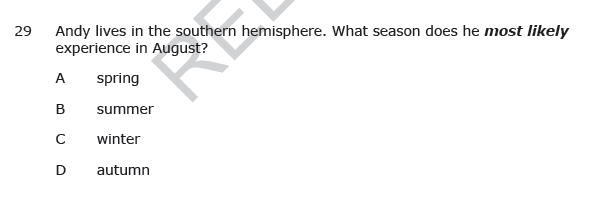 29 Andy lives in the southern hemisphere. What season does he most likely
experience in August?
A spring
B summer
C winter
D autumn